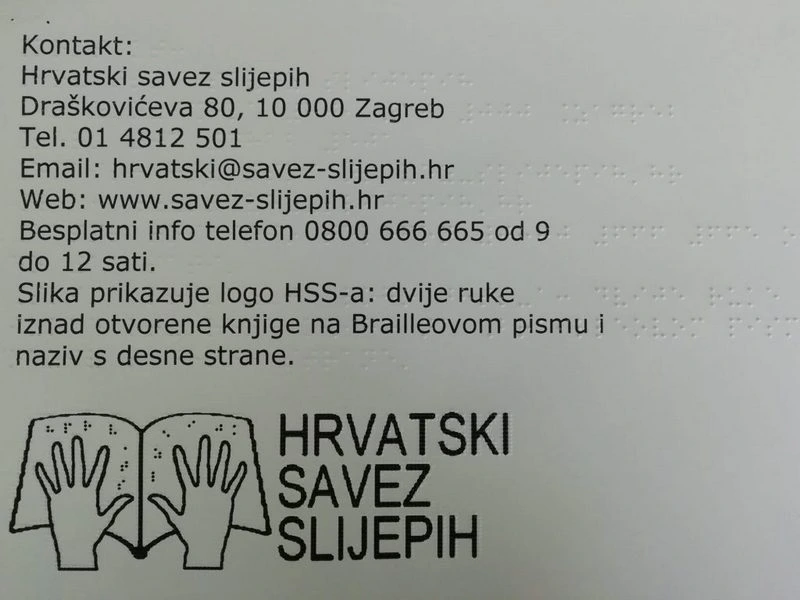 Kontakt:
Hrvatski savez slijepih
Draškovićeva 80, 10 000 Zagreb
Tel. 01 4812 501
Email: hrvatski@savez-slijepih.hr
Web: www.savez-slijepih.hr
Besplatni info telefon 0800 666 665 od 9
do 12 sati.
Slika prikazuje logo HSS-a: dvije ruke
iznad otvorene knjige na Brailleovom pismu i
naziv s desne strane.
HRVATSKI
SAVEZ
SLIJEPIH